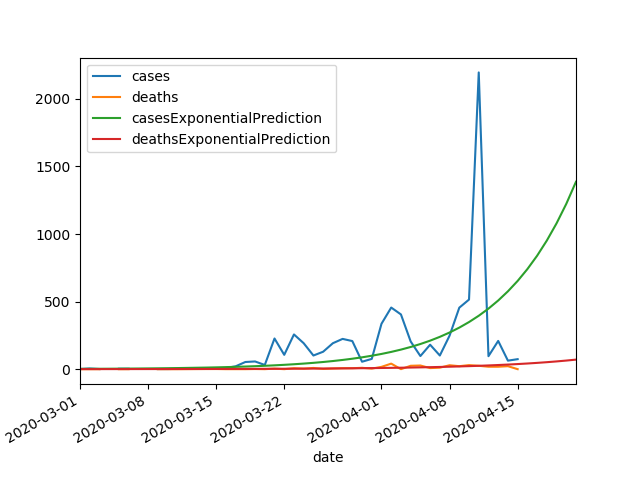 cases
deaths
casesExponentialPrediction
deathsExponentialPrediction
2000
1500
1000
500
0
2020-03-01
2020-03-08
2020-03-15
2020-03-22
2020-04-01
2020-04-08
2020-04-15
date